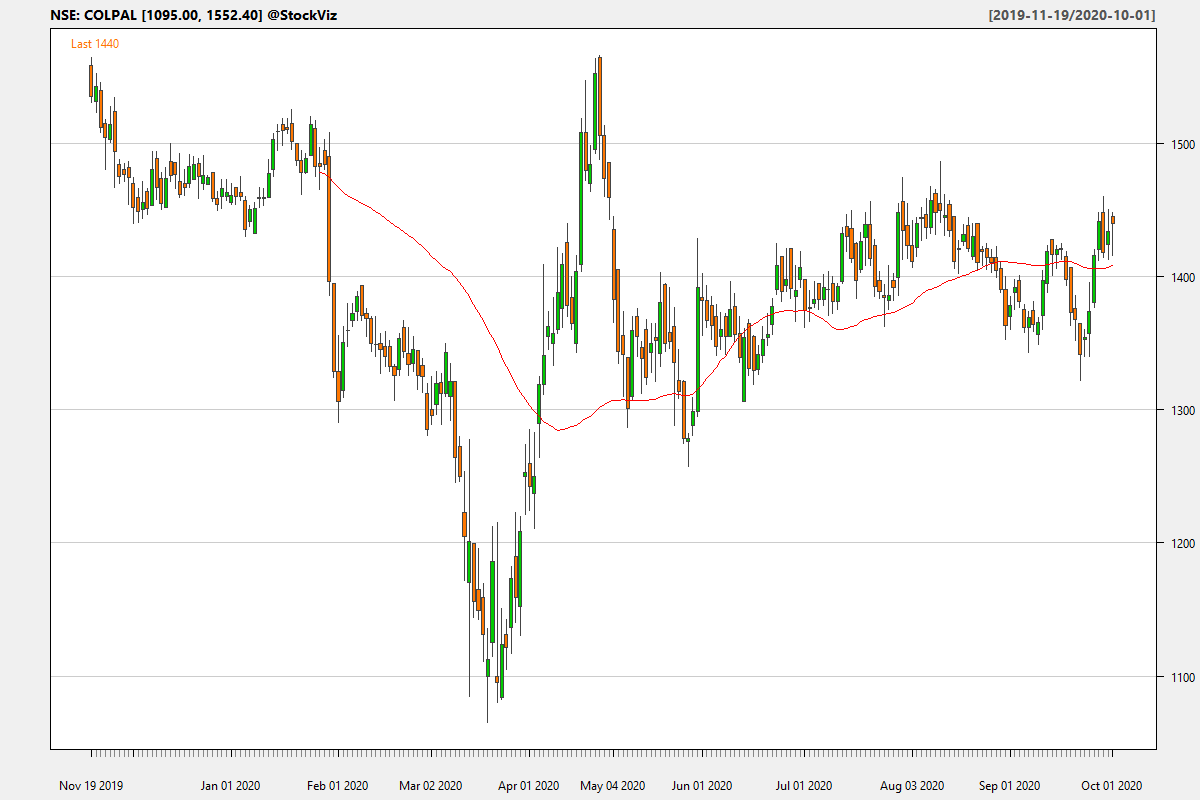 NSE: COLPAL [1095.00, 1552.40] @StockViz
[2019-11-19/2020-10-01]
Last 1440
1500
1400
1300
1200
1100
Nov 19 2019 Jan 01 2020 Feb 01 2020 Mar 02 2020 Apr 01 2020 May 04 2020 Jun 01 2020 Jul 01 2020 Aug 03 2020 Sep 01 2020 Oct 01 2020